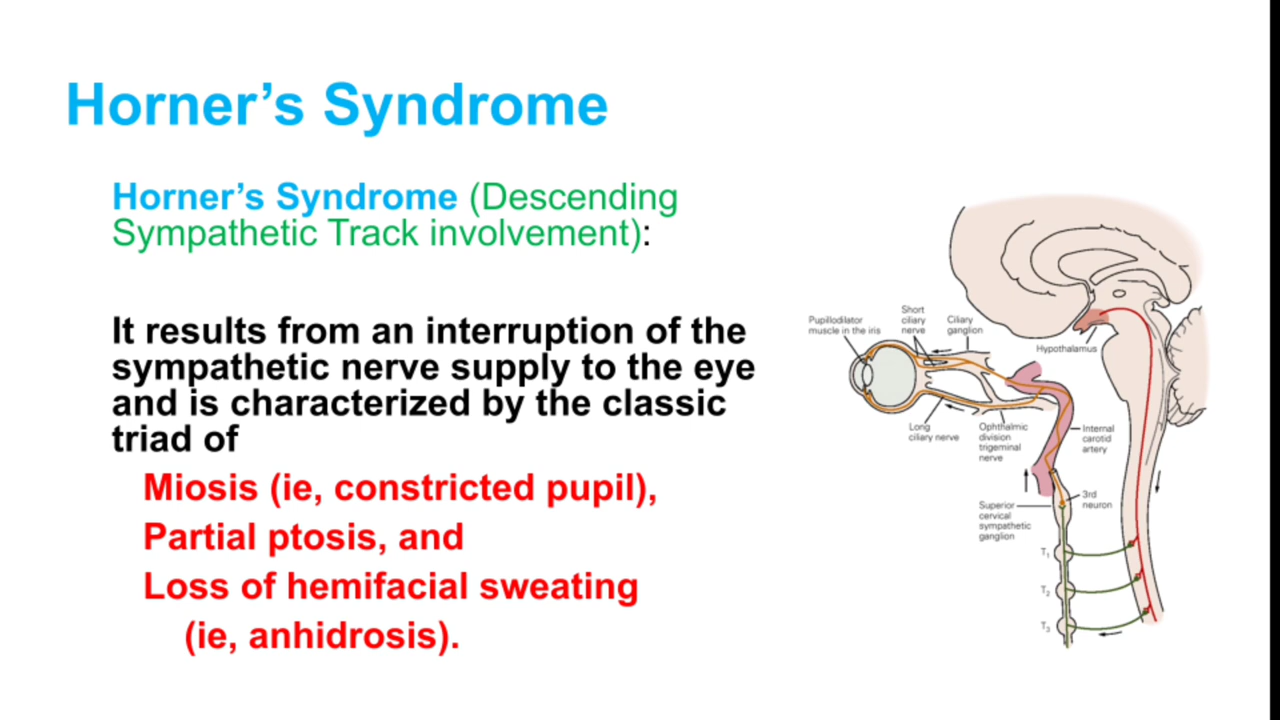 Horner’s Syndrome
Horner’s Syndrome (Descending
Sympathetic Track involvement):
It results from an interruption of the
sympathetic nerve supply to the eye
and is characterized by the classic
triad of
Miosis (ie, constricted pupil),
Partial ptosis, and
Loss of hemifacial sweating
(ie, anhidrosis).
Pupillodilator
muscle in the iris
Short
ciliary
nerve
Ciliary
ganglion
Hypothalamus
Long
ciliary nerve
Ophthalmic
division
trigeminal
nerve
Internal
carotid
artery
3rd
neuron
Superior
cervical
sympathetic
ganglion
T1
T2
T3